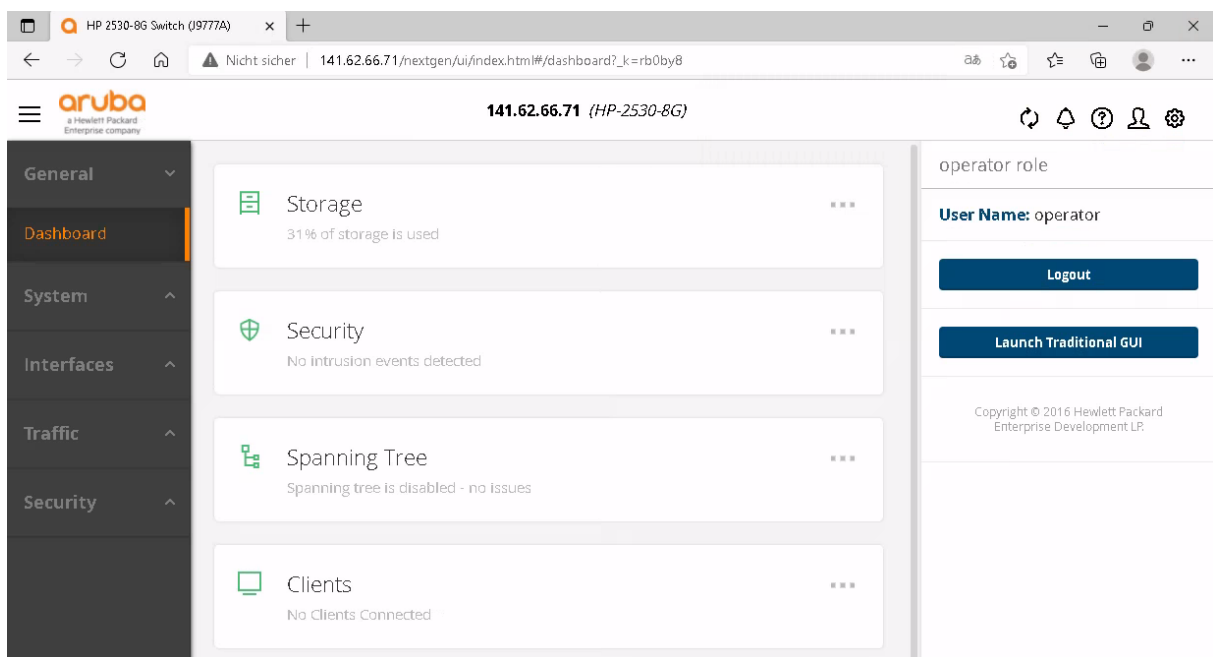 HP 2530-8G Switch (J9777A)
Nicht sicher | 141.62.66.71/nextgen/ui/index.html#/dashboard?_k=rb0by8
aruba
a Hewlett Packard
Enterprise company
141.62.66.71 (HP-2530-8G)
General
Dashboard
System
Interfaces
Traffic
Security
Storage
31% of storage is used
Security
No intrusion events detected
Spanning Tree
Spanning tree is disabled - no issues
Clients
No Clients Connected
operator role
User Name: operator
Logout
Launch Traditional GUI
Copyright © 2016 Hewlett Packard
Enterprise Development LP.